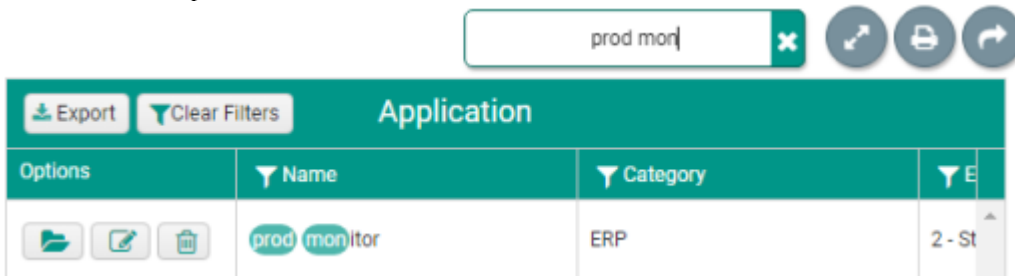 prod mon
Export Clear Filters Application
Options Name Category E
prod monitor ERP 2 - St